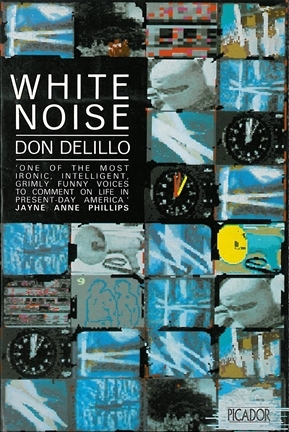 WHITE
NOISE
DON DELILLO
'ONE OF THE MOST
IRONIC, INTELLIGENT,
GRIMLY FUNNY VOICES
TO COMMENT ON LIFE IN
PRESENT-DAY AMERICA'
JAYNE ANNE PHILLIPS
9
PICADOR